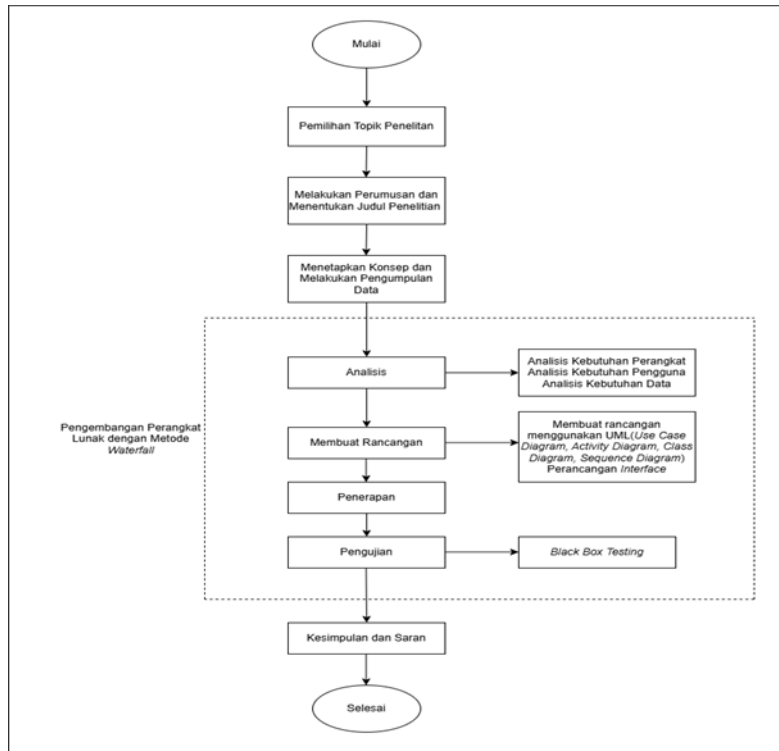 Mulai
Pemilihan Topik Penelitan
Melakukan Perumusan dan
Menentukan Judul Penelitian
Menetapkan Konsep dan
Melakukan Pengumpulan
Data
Analisis
Analisis Kebutuhan Perangkat
Analisis Kebutuhan Pengguna
Analisis Kebutuhan Data
Pengembangan Perangkat
Lunak dengan Metode
Waterfall
Membuat Rancangan
Membuat rancangan
menggunakan UML(Use Case
Diagram, Activity Diagram, Class
Diagram, Sequence Diagram)
Perancangan Interface
Penerapan
Pengujian
Black Box Testing
Kesimpulan dan Saran
Selesai